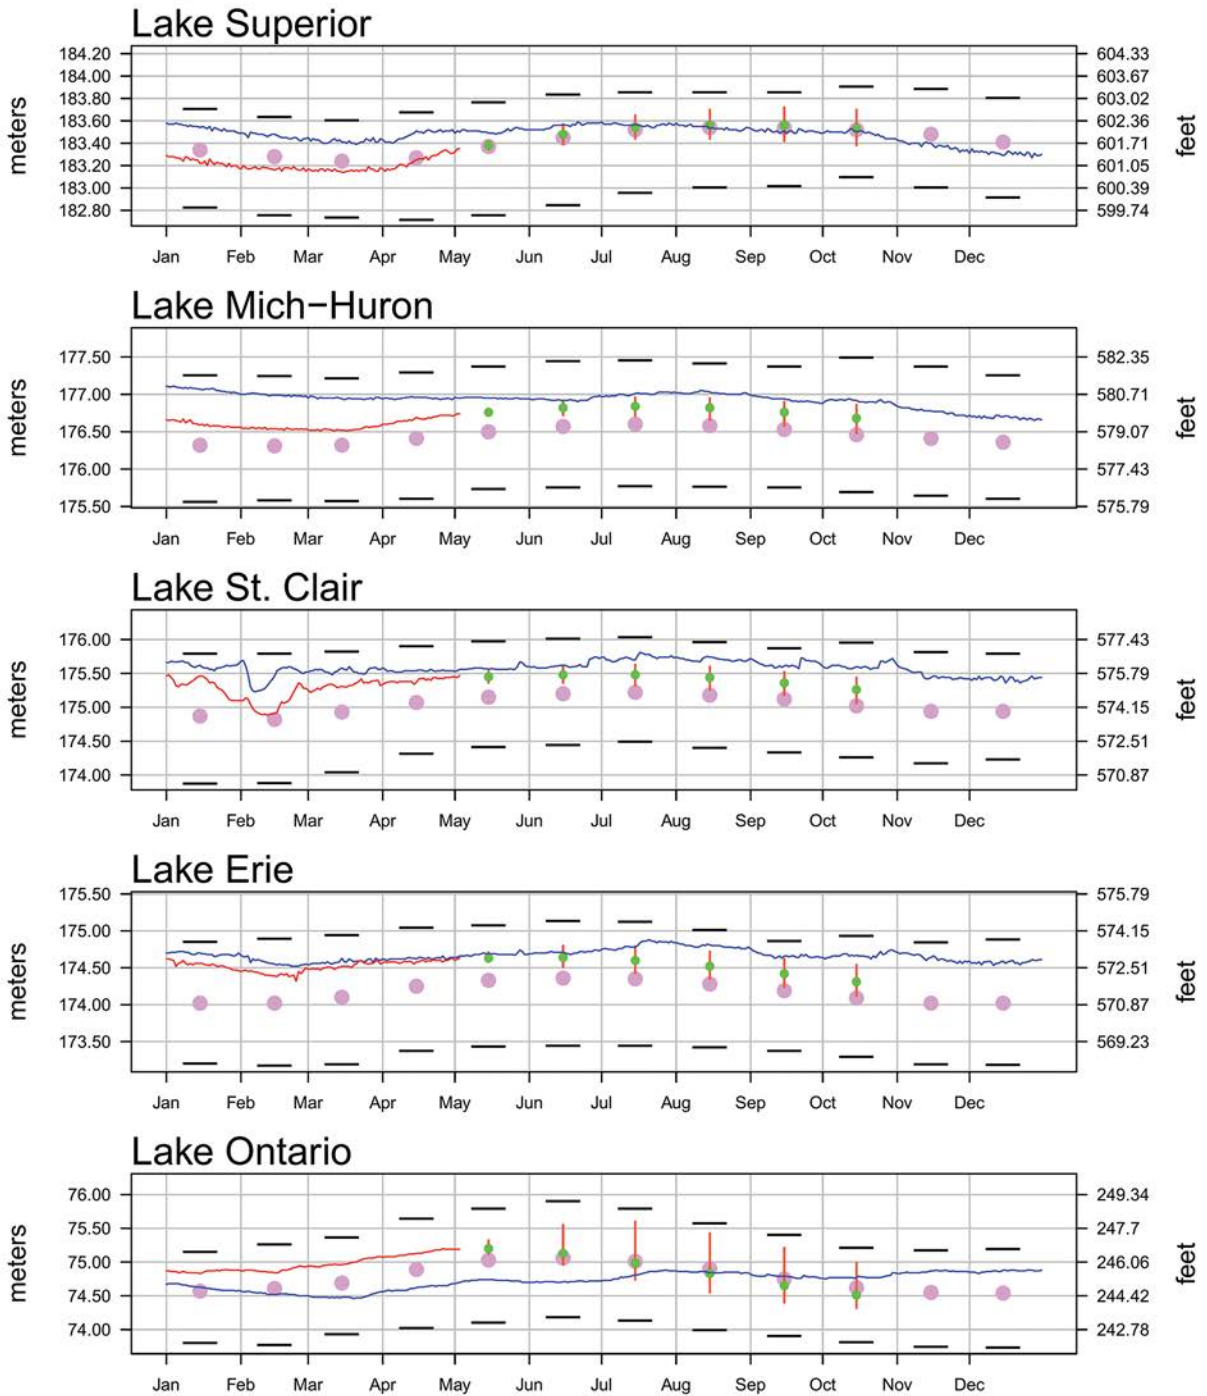 Lake Superior
184.20 604.33
184.00 603.67
183.80 603.02
183.60 602.36
183.40 601.71
183.20 601.05
183.00 600.39
182.80 599.74
meters feet
Jan Feb Mar Apr May Jun Jul Aug Sep Oct Nov Dec
Lake Mich-Huron
177.50 582.35
177.00 580.71
176.50 579.07
176.00 577.43
175.50 575.79
meters feet
Jan Feb Mar Apr May Jun Jul Aug Sep Oct Nov Dec
Lake St. Clair
176.00 577.43
175.50 575.79
175.00 574.15
174.50 572.51
174.00 570.87
meters feet
Jan Feb Mar Apr May Jun Jul Aug Sep Oct Nov Dec
Lake Erie
175.50 575.79
175.00 574.15
174.50 572.51
174.00 570.87
173.50 569.23
meters feet
Jan Feb Mar Apr May Jun Jul Aug Sep Oct Nov Dec
Lake Ontario
76.00 249.34
75.50 247.7
75.00 246.06
74.50 244.42
74.00 242.78
meters feet
Jan Feb Mar Apr May Jun Jul Aug Sep Oct Nov Dec